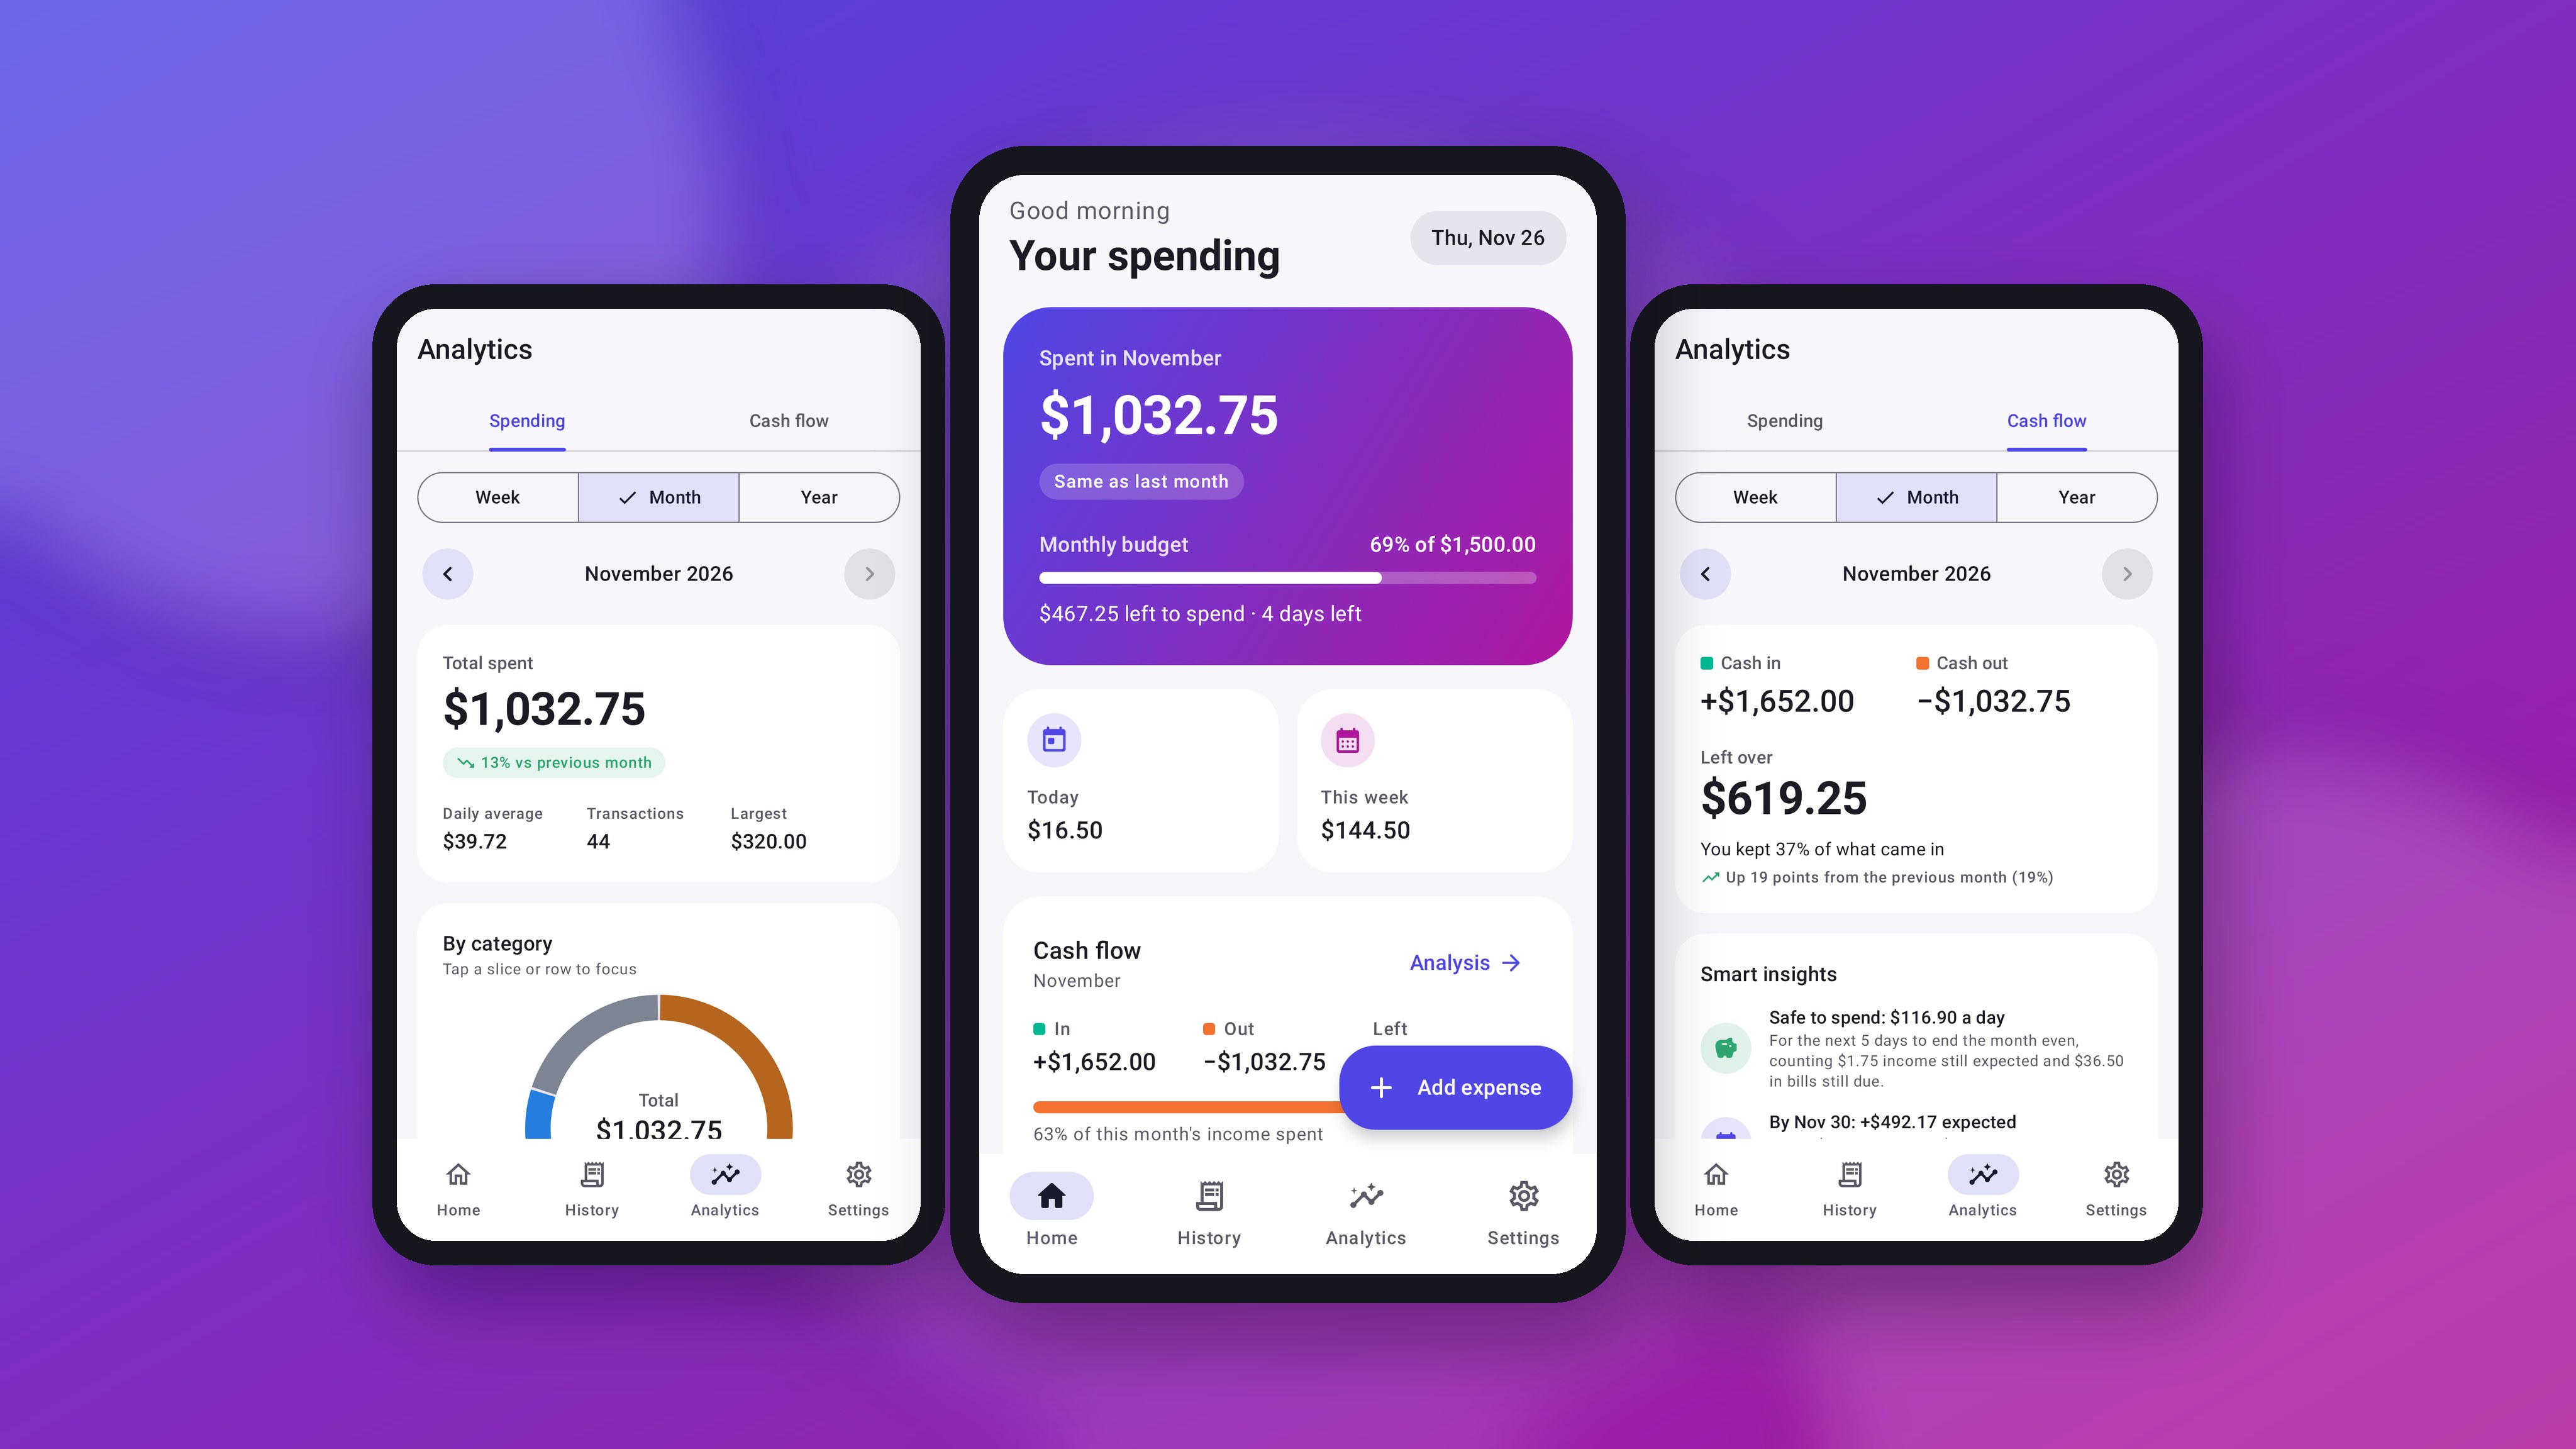 Analytics
Spending
Cash flow
Week
Month
Year
November 2026
Total spent
$1,032.75
13% vs previous month
Daily average
Transactions
Largest
$39.72
44
$320.00
By category
Tap a slice or row to focus
Total
$1,032.75
Home
History
Analytics
Settings
Good morning
Your spending
Thu, Nov 26
Spent in November
$1,032.75
Same as last month
Monthly budget
69% of $1,500.00
$467.25 left to spend · 4 days left
Today
$16.50
This week
$144.50
Cash flow
November
Analysis
In
Out
Left
+$1,652.00
−$1,032.75
Add expense
63% of this month's income spent
Home
History
Analytics
Settings
Analytics
Spending
Cash flow
Week
Month
Year
November 2026
Cash in
Cash out
+$1,652.00
−$1,032.75
Left over
$619.25
You kept 37% of what came in
Up 19 points from the previous month (19%)
Smart insights
Safe to spend: $116.90 a day
For the next 5 days to end the month even,
counting $1.75 income still expected and $36.50
in bills still due.
By Nov 30: +$492.17 expected
Home
History
Analytics
Settings